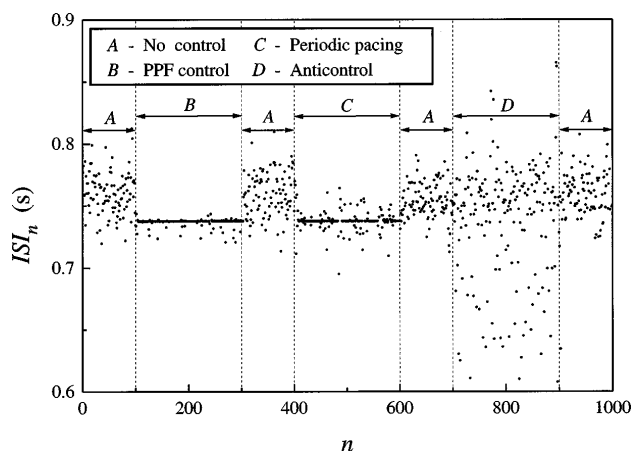 0.9
A - No control C - Periodic pacing
B - PPF control D - Anticontrol
A B A C A D A
0.8
ISIₙ (s)
0.7
0.6
0 200 400 600 800 1000
n